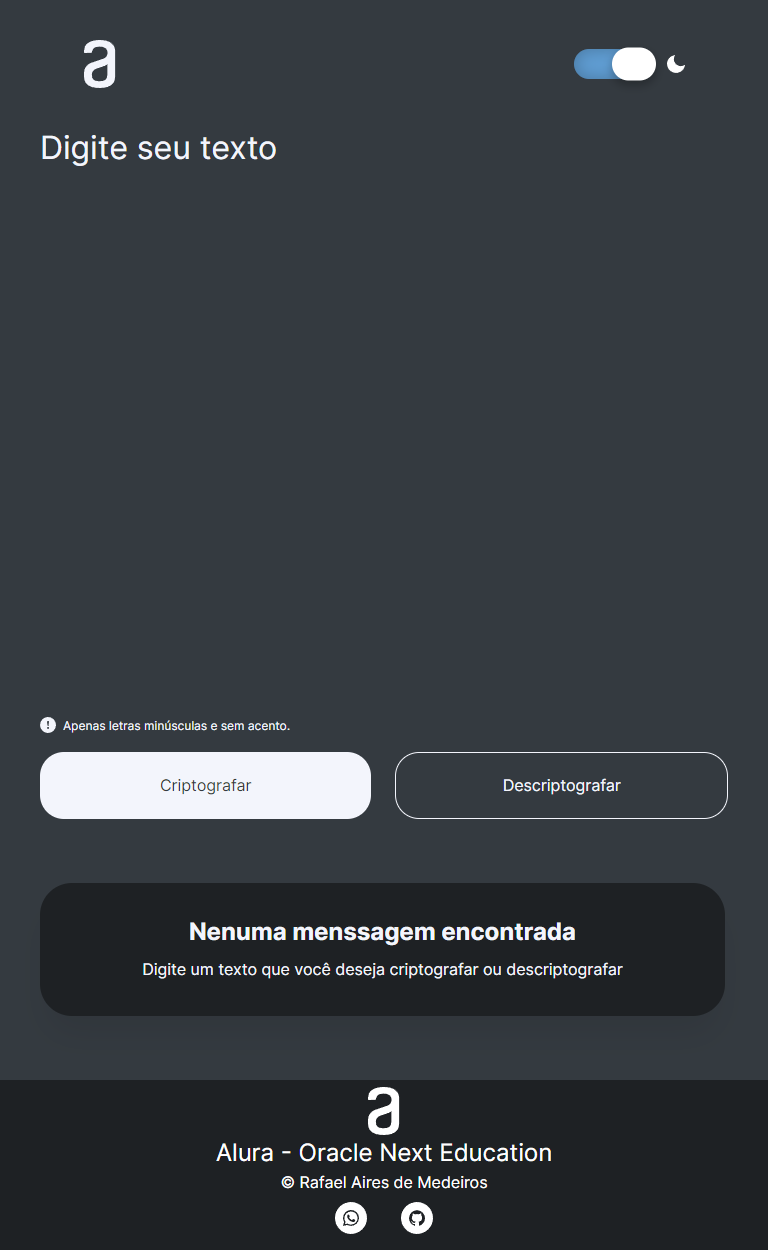 a
Digite seu texto
Apenas letras minúsculas e sem acento.
Criptografar
Descriptografar
Nenuma menssagem encontrada
Digite um texto que você deseja criptografar ou descriptografar
a
Alura - Oracle Next Education
© Rafael Aires de Medeiros